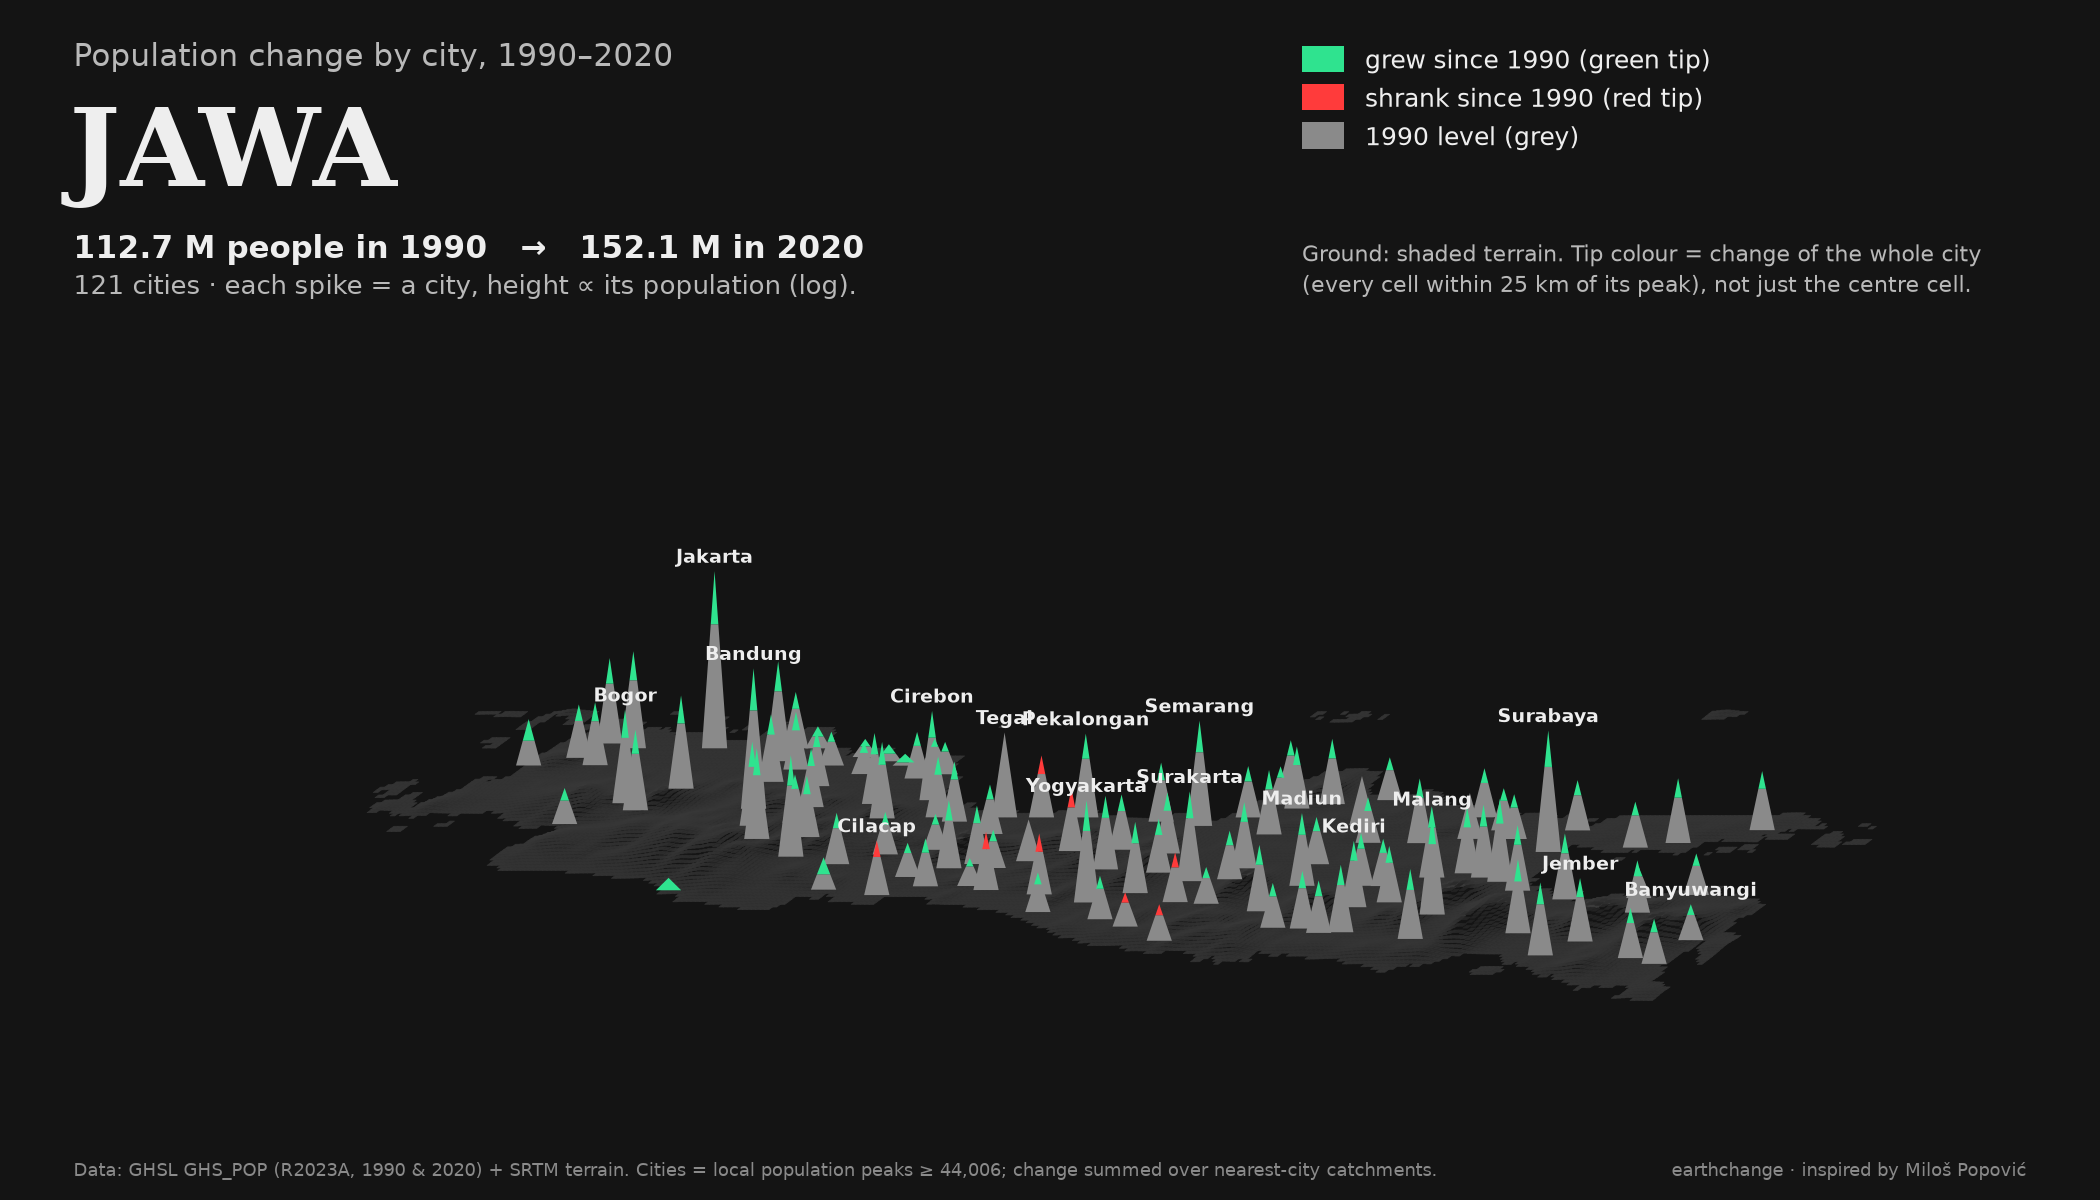 Population change by city, 1990–2020
JAWA
112.7 M people in 1990 → 152.1 M in 2020
121 cities · each spike = a city, height ∝ its population (log).
grew since 1990 (green tip)
shrank since 1990 (red tip)
1990 level (grey)
Ground: shaded terrain. Tip colour = change of the whole city
(every cell within 25 km of its peak), not just the centre cell.
Jakarta
Bandung
Bogor
Cirebon
Tegal
Pekalongan
Semarang
Surabaya
Yogyakarta
Surakarta
Madiun
Malang
Cilacap
Kediri
Jember
Banyuwangi
Data: GHSL GHS_POP (R2023A, 1990 & 2020) + SRTM terrain. Cities = local population peaks ≥ 44,006; change summed over nearest-city catchments.
earthchange · inspired by Miloš Popović